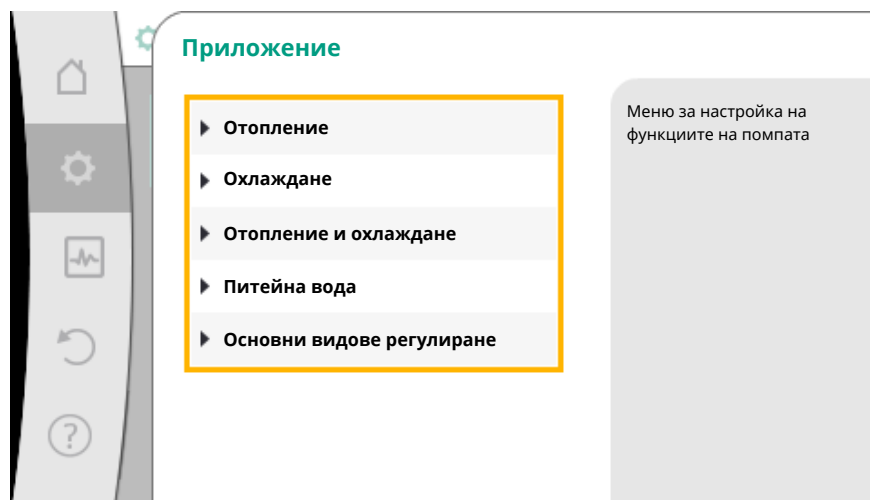 Приложение
Отопление
Охлаждане
Отопление и охлаждане
Питейна вода
Основни видове регулиране
Меню за настройка на
функциите на помпата
?